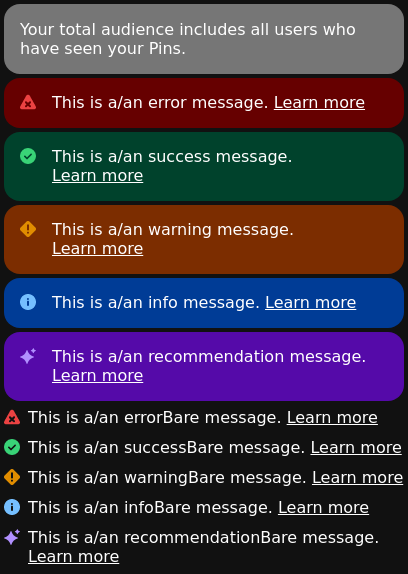 Your total audience includes all users who
have seen your Pins.
This is a/an error message. Learn more
This is a/an success message.
Learn more
This is a/an warning message.
Learn more
This is a/an info message. Learn more
This is a/an recommendation message.
Learn more
This is a/an errorBare message. Learn more
This is a/an successBare message. Learn more
This is a/an warningBare message. Learn more
This is a/an infoBare message. Learn more
This is a/an recommendationBare message.
Learn more